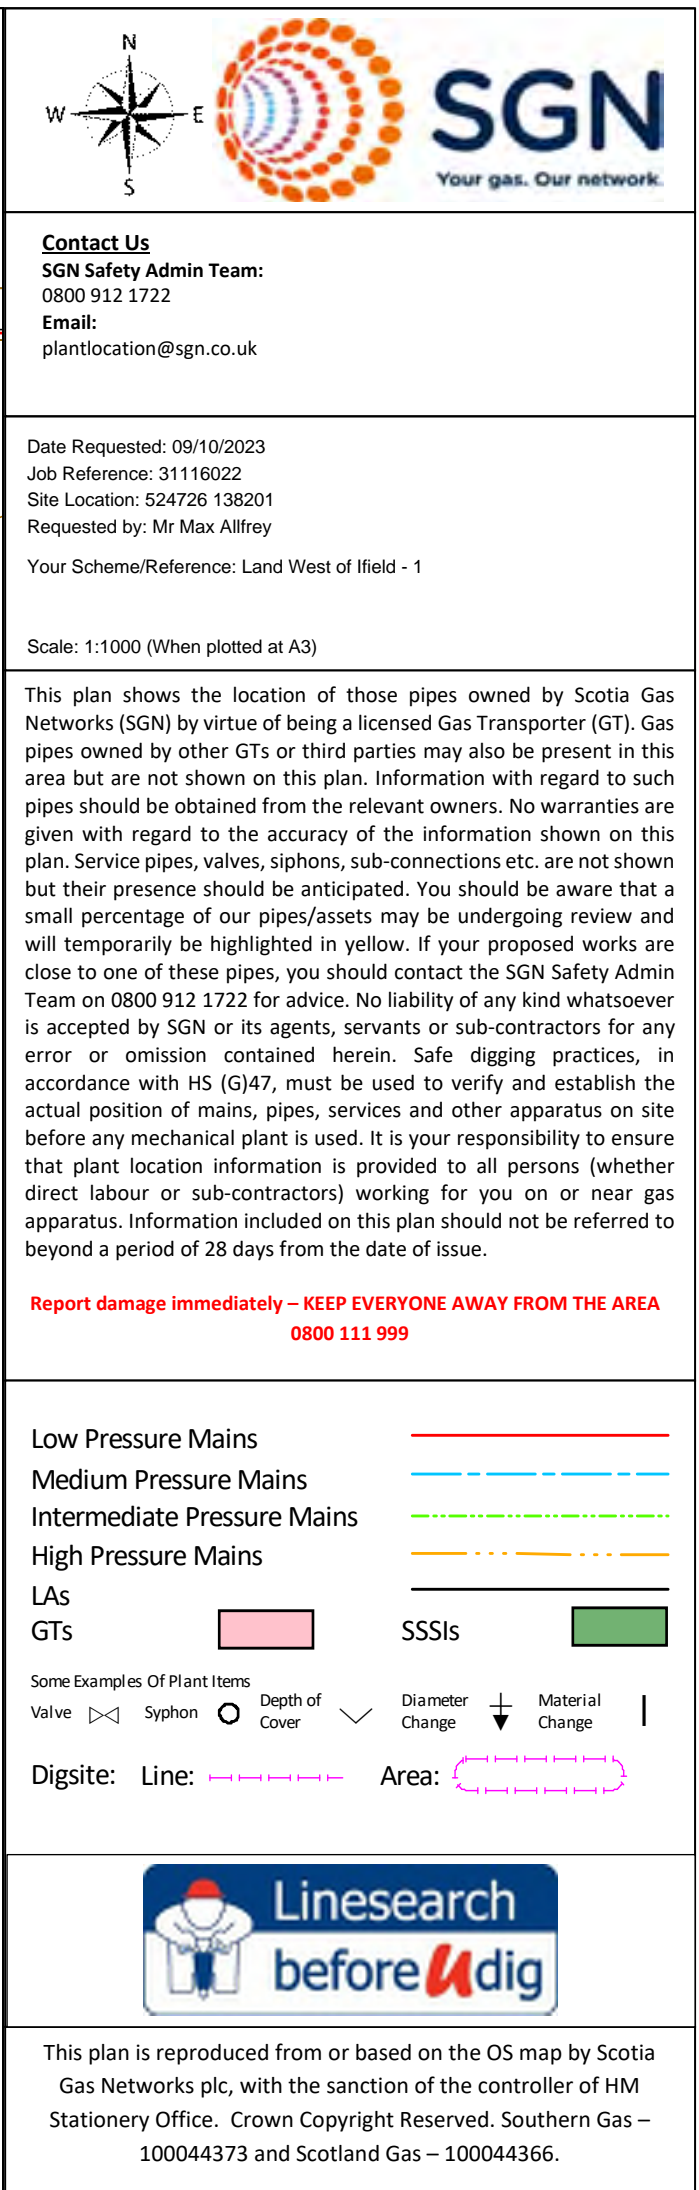 N
W
E
S
SGN
Your gas. Our network.
Contact Us
SGN Safety Admin Team:
0800 912 1722
Email:
plantlocation@sgn.co.uk
Date Requested: 09/10/2023
Job Reference: 31116022
Site Location: 524726 138201
Requested by: Mr Max Allfrey
Your Scheme/Reference: Land West of Ifield - 1
Scale: 1:1000 (When plotted at A3)
This plan shows the location of those pipes owned by Scotia Gas
Networks (SGN) by virtue of being a licensed Gas Transporter (GT). Gas
pipes owned by other GTs or third parties may also be present in this
area but are not shown on this plan. Information with regard to such
pipes should be obtained from the relevant owners. No warranties are
given with regard to the accuracy of the information shown on this
plan. Service pipes, valves, siphons, sub-connections etc. are not shown
but their presence should be anticipated. You should be aware that a
small percentage of our pipes/assets may be undergoing review and
will temporarily be highlighted in yellow. If your proposed works are
close to one of these pipes, you should contact the SGN Safety Admin
Team on 0800 912 1722 for advice. No liability of any kind whatsoever
is accepted by SGN or its agents, servants or sub-contractors for any
error or omission contained herein. Safe digging practices, in
accordance with HS (G)47, must be used to verify and establish the
actual position of mains, pipes, services and other apparatus on site
before any mechanical plant is used. It is your responsibility to ensure
that plant location information is provided to all persons (whether
direct labour or sub-contractors) working for you on or near gas
apparatus. Information included on this plan should not be referred to
beyond a period of 28 days from the date of issue.
Report damage immediately – KEEP EVERYONE AWAY FROM THE AREA
0800 111 999
Low Pressure Mains
Medium Pressure Mains
Intermediate Pressure Mains
High Pressure Mains
LAs
GTs
SSSIs
Some Examples Of Plant Items
Valve
Syphon
Depth of
Cover
Diameter
Change
Material
Change
Digsite: Line:
Area:
Linesearch
before U dig
This plan is reproduced from or based on the OS map by Scotia
Gas Networks plc, with the sanction of the controller of HM
Stationery Office. Crown Copyright Reserved. Southern Gas –
100044373 and Scotland Gas – 100044366.